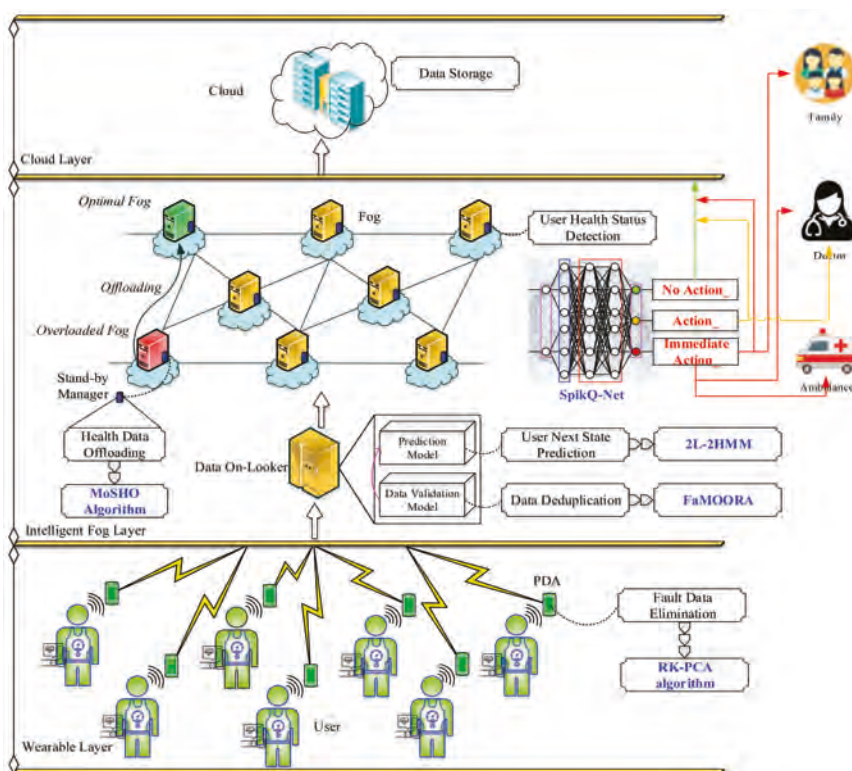 Cloud
Data Storage
Family
Cloud Layer
Optimal Fog
Fog
User Health Status
Detection
Doctor
Offloading
No Action_
Action_
Overloaded Fog
Immediate
Action_
Ambulance
SpikQ-Net
Stand-by
Manager
Health Data
Offloading
MoSHO
Algorithm
Data On-Looker
Prediction
Model
User Next State
Prediction
2L-2HMM
Data Validation
Model
Data Deduplication
FaMOORA
Intelligent Fog Layer
PDA
Fault Data
Elimination
RK-PCA
algorithm
User
Wearable Layer